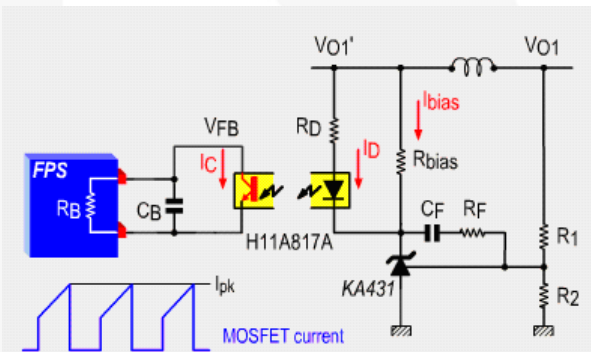 VO1'
VO1
Ibias
VFB
RD
ID
Rbias
FPS
IC
RB
CB
CF
RF
H11A817A
R1
KA431
R2
Ipk
MOSFET current